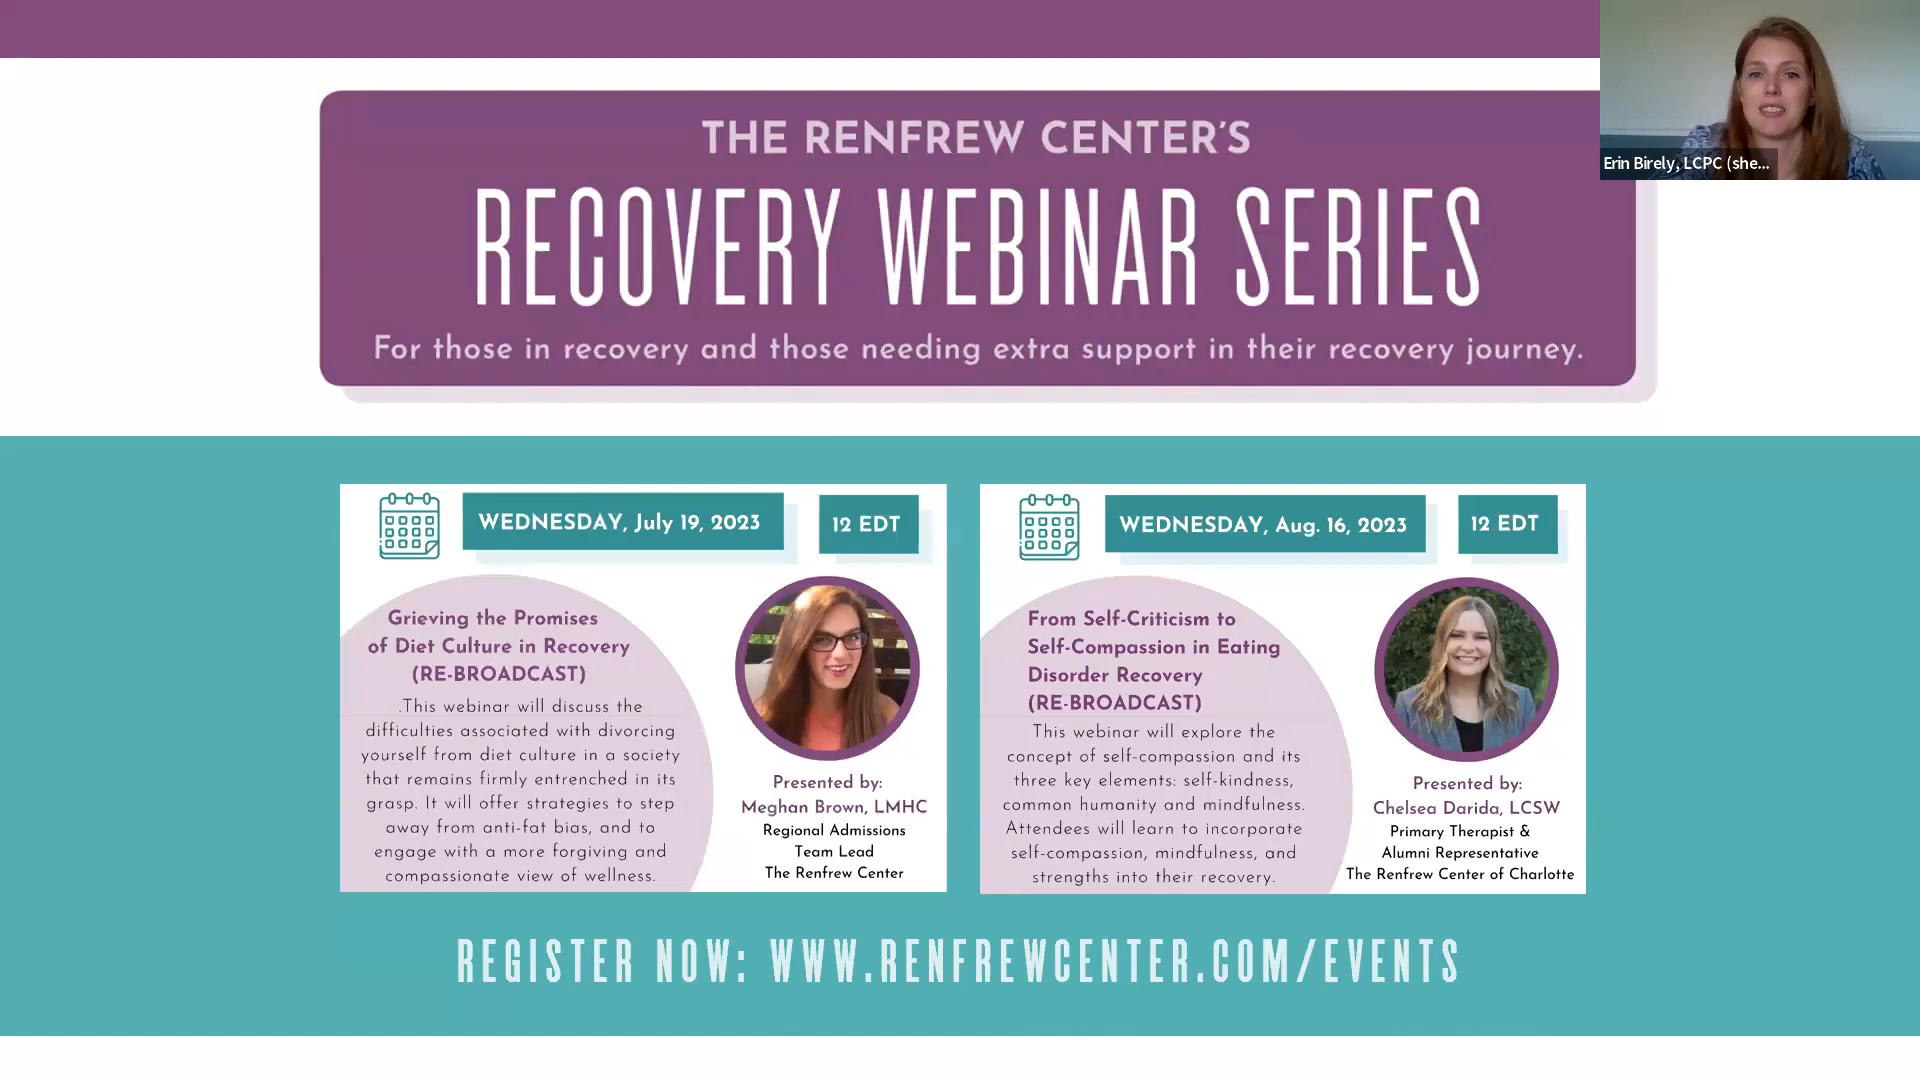 THE RENFREW CENTER'S
RECOVERY WEBINAR SERIES
For those in recovery and those needing extra support in their recovery journey.
Erin Birely, LCPC (she...
WEDNESDAY, July 19, 2023
12 EDT
Grieving the Promises
of Diet Culture in Recovery
(RE-BROADCAST)
.This webinar will discuss the
difficulties associated with divorcing
yourself from diet culture in a society
that remains firmly entrenched in its
grasp. It will offer strategies to step
away from anti-fat bias, and to
engage with a more forgiving and
compassionate view of wellness.
Presented by:
Meghan Brown, LMHC
Regional Admissions
Team Lead
The Renfrew Center
WEDNESDAY, Aug. 16, 2023
12 EDT
From Self-Criticism to
Self-Compassion in Eating
Disorder Recovery
(RE-BROADCAST)
This webinar will explore the
concept of self-compassion and its
three key elements: self-kindness,
common humanity and mindfulness.
Attendees will learn to incorporate
self-compassion, mindfulness, and
strengths into their recovery.
Presented by:
Chelsea Darida, LCSW
Primary Therapist &
Alumni Representative
The Renfrew Center of Charlotte
REGISTER NOW: WWW.RENFREWCENTER.COM/EVENTS